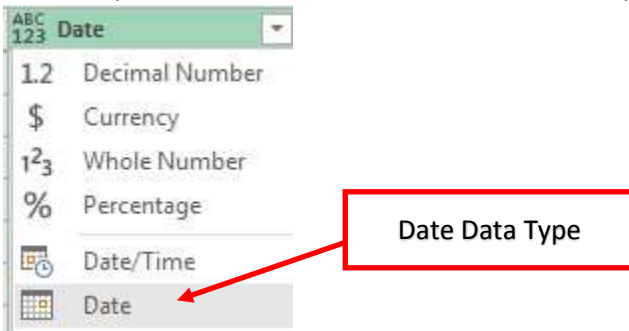 ABC
123 Date
1.2 Decimal Number
$ Currency
1²3 Whole Number
% Percentage
Date Data Type
Date/Time
Date